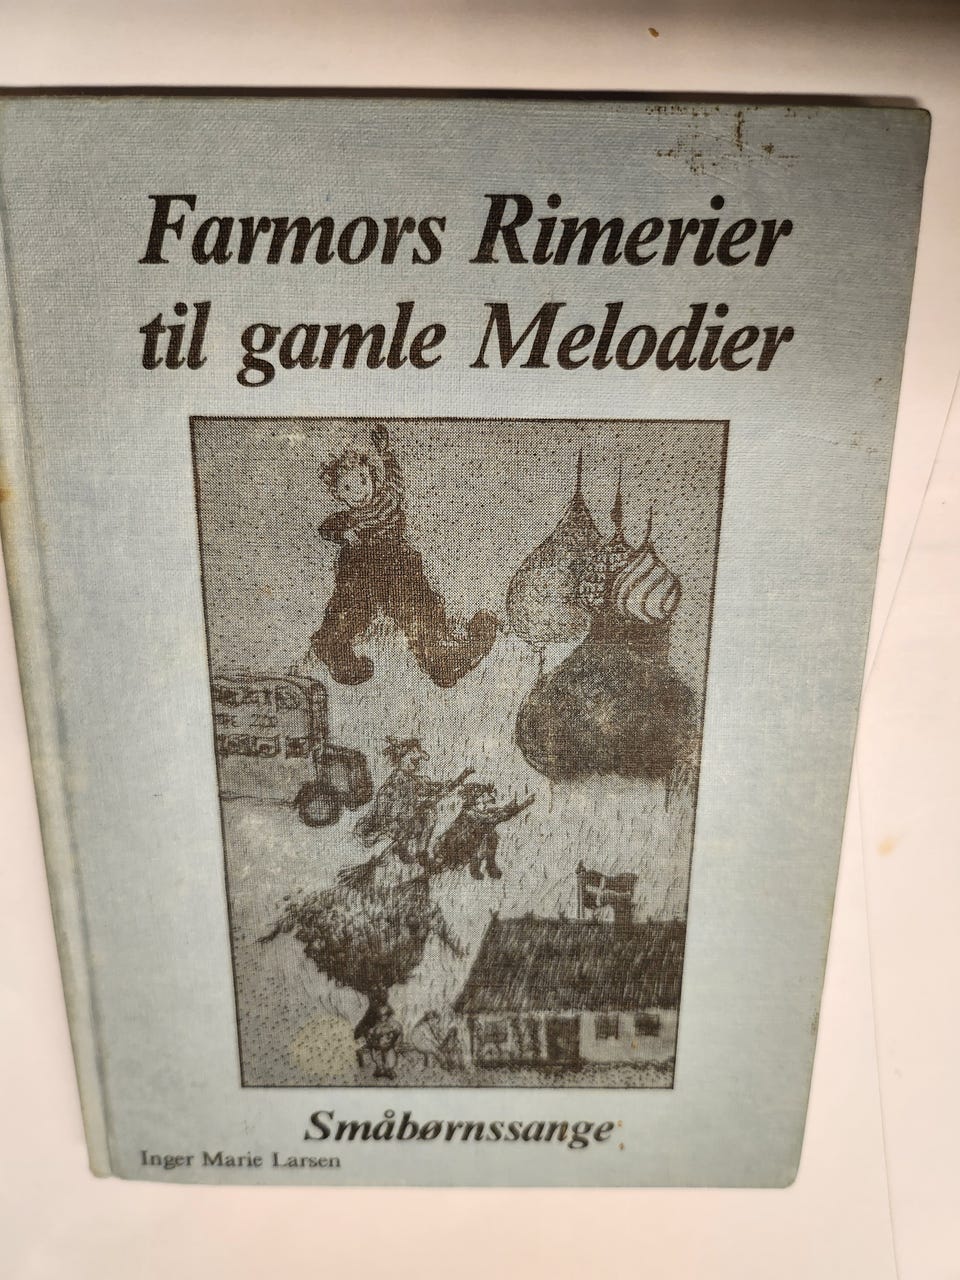 Farmors Rimerier
til gamle Melodier
Småbørnssange
Inger Marie Larsen